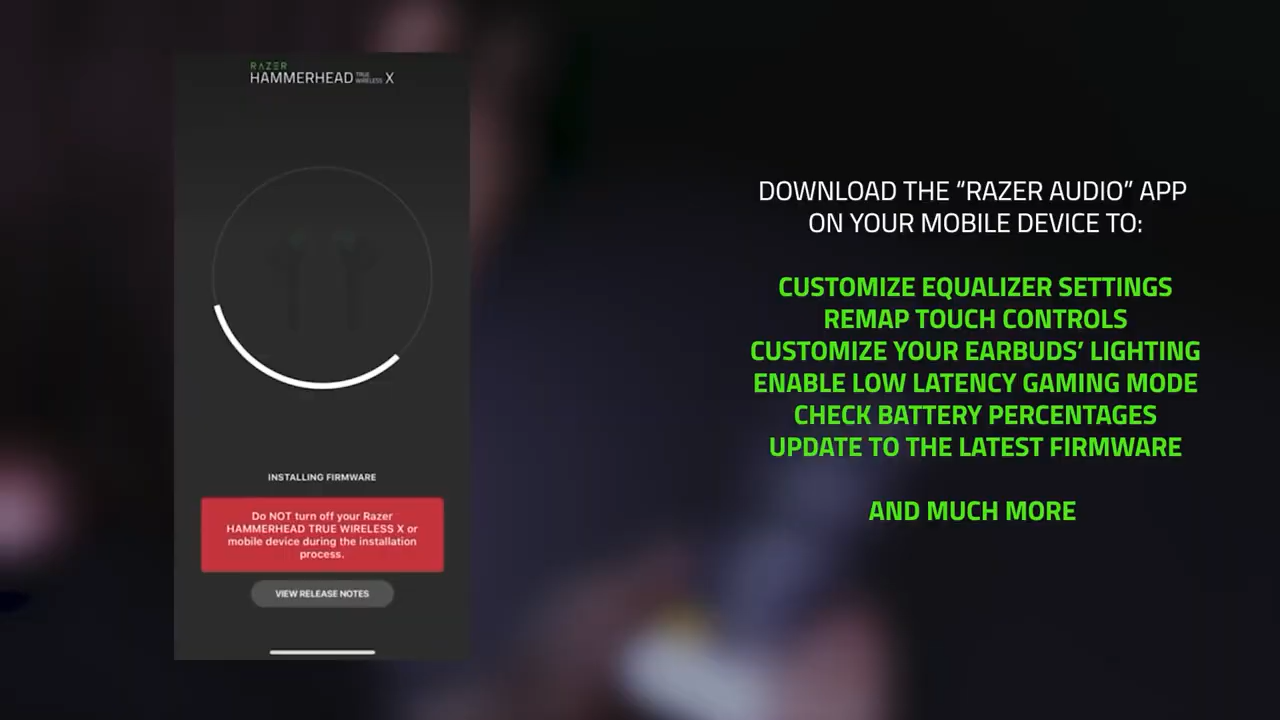 RAZER
HAMMERHEAD TRUE WIRELESS X
INSTALLING FIRMWARE
Do NOT turn off your Razer
HAMMERHEAD TRUE WIRELESS X or
mobile device during the installation
process.
VIEW RELEASE NOTES
DOWNLOAD THE “RAZER AUDIO” APP
ON YOUR MOBILE DEVICE TO:
CUSTOMIZE EQUALIZER SETTINGS
REMAP TOUCH CONTROLS
CUSTOMIZE YOUR EARBUDS’ LIGHTING
ENABLE LOW LATENCY GAMING MODE
CHECK BATTERY PERCENTAGES
UPDATE TO THE LATEST FIRMWARE
AND MUCH MORE